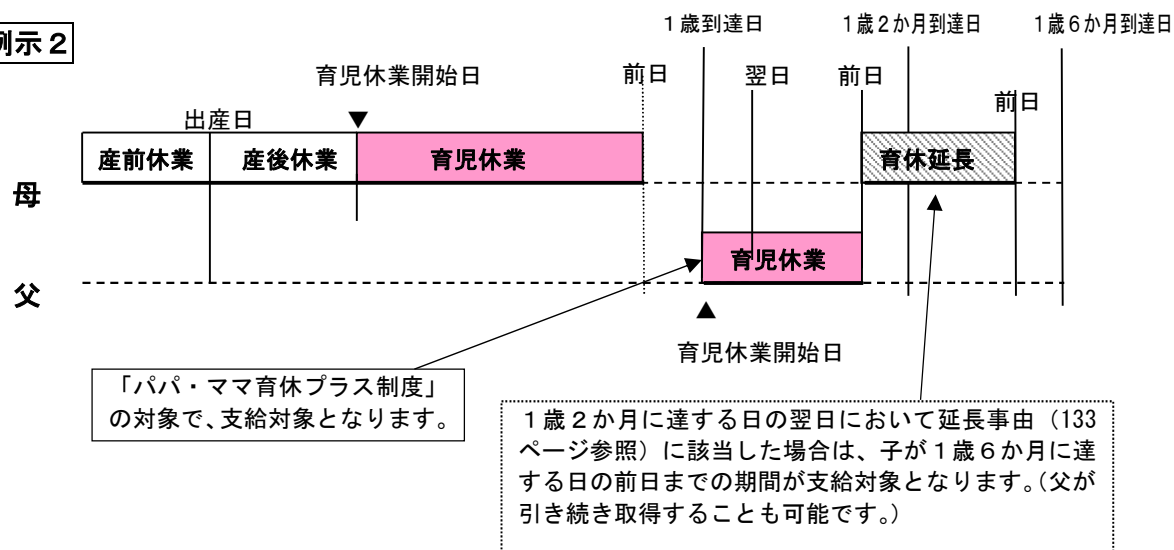 例示２
１歳到達日 １歳２か月到達日 １歳６か月到達日
育児休業開始日 前日 翌日 前日 前日
出産日 ▼
産前休業 産後休業 育児休業 育休延長
母
育児休業
父
▲
育児休業開始日
「パパ・ママ育休プラス制度」
の対象で、支給対象となります。
１歳２か月に達する日の翌日において延長事由（133
ページ参照）に該当した場合は、子が１歳６か月に達
する日の前日までの期間が支給対象となります。（父が
引き続き取得することも可能です。）